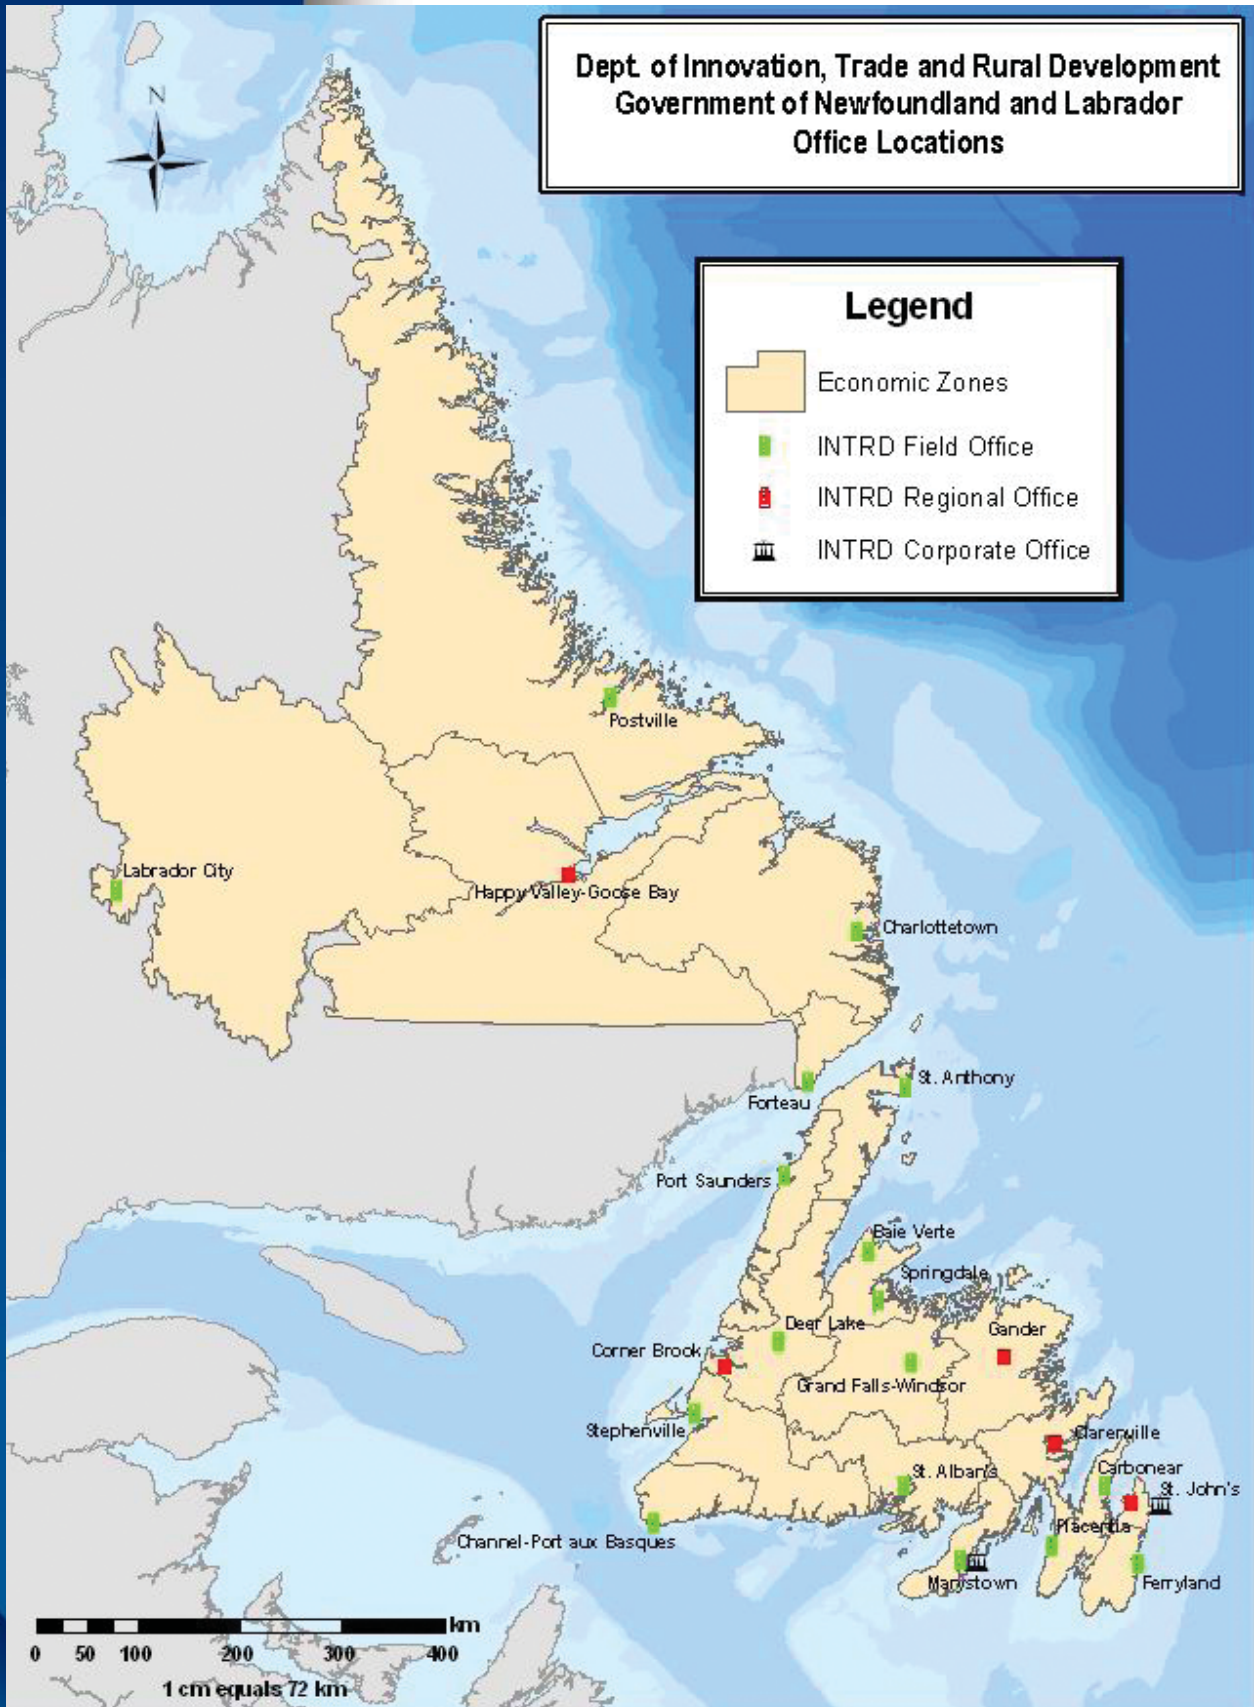 Dept. of Innovation, Trade and Rural Development
Government of Newfoundland and Labrador
Office Locations
N
Legend
Economic Zones
INTRD Field Office
INTRD Regional Office
INTRD Corporate Office
Postville
Labrador City
Happy Valley-Goose Bay
Charlottetown
St. Anthony
Forteau
Port Saunders
Baie Verte
Springdale
Deer Lake
Gander
Corner Brook
Grand Falls-Windsor
Stephenville
Clarenville
St. Alban's
Carbonear
St. John's
Placentia
Channel-Port aux Basques
Marystown
Ferryland
km
0 50 100 200 300 400
1 cm equals 72 km